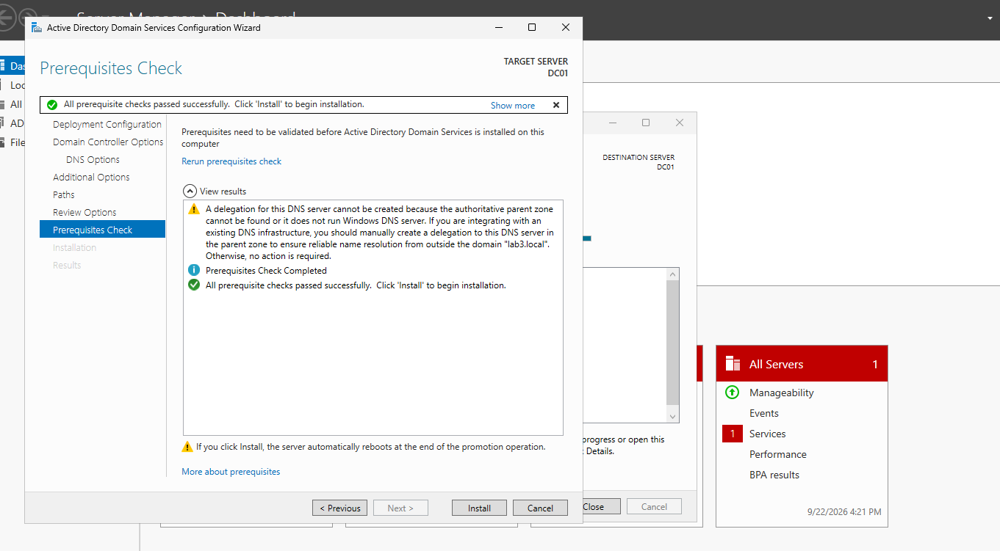 Server Manager › Dashboard
Active Directory Domain Services Configuration Wizard
Prerequisites Check
TARGET SERVER
DC01
All prerequisite checks passed successfully.  Click 'Install' to begin installation.
Show more
Deployment Configuration
Domain Controller Options
DNS Options
Additional Options
Paths
Review Options
Prerequisites Check
Installation
Results
Prerequisites need to be validated before Active Directory Domain Services is installed on this
computer
Rerun prerequisites check
View results
A delegation for this DNS server cannot be created because the authoritative parent zone
cannot be found or it does not run Windows DNS server. If you are integrating with an
existing DNS infrastructure, you should manually create a delegation to this DNS server in
the parent zone to ensure reliable name resolution from outside the domain "lab3.local".
Otherwise, no action is required.
Prerequisites Check Completed
All prerequisite checks passed successfully.  Click 'Install' to begin installation.
If you click Install, the server automatically reboots at the end of the promotion operation.
More about prerequisites
< Previous
Next >
Install
Cancel
Das
Loc
All
AD
File
DESTINATION SERVER
DC01
progress or open this
Details.
Close
Cancel
All Servers
1
Manageability
Events
1
Services
Performance
BPA results
9/22/2026 4:21 PM